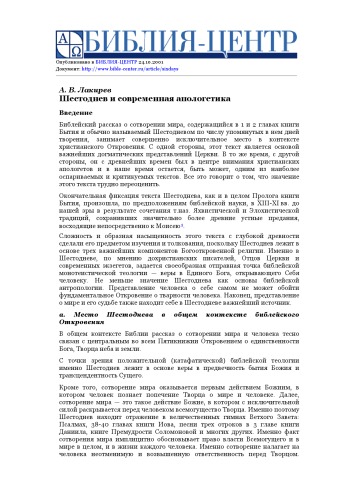 БИБЛИЯ-ЦЕНТР
Опубликовано в БИБЛИЯ-ЦЕНТР 24.10.2001
Документ: http://www.bible-center.ru/article/sixdays
А. В. Лакирев
Шестоднев и современная апологетика
Введение
Библейский рассказ о сотворении мира, содержащийся в 1 и 2 главах книги
Бытия и обычно называемый Шестодневом по числу упомянутых в нем дней
творения, занимает совершенно исключительное место в контексте
христианского Откровения. С одной стороны, этот текст является основой
важнейших догматических представлений Церкви. В то же время, с другой
стороны, он с древнейших времен был в центре внимания христианских
апологетов и в наше время остается, быть может, одним из наиболее
оспариваемых и критикуемых текстов. Все это говорит о том, что значение
этого текста трудно переоценить.
Окончательная фиксация текста Шестоднева, как и в целом Пролога книги
Бытия, произошла, по предположениям библейской науки, в XIII-XI вв. до
нашей эры в результате сочетания т.наз. Яхвистической и Элохистической
традиций, сохранивших значительно более древние устные предания,
восходящие непосредственно к Моисею¹.
Сложность и образная насыщенность этого текста с глубокой древности
сделали его предметом изучения и толкования, поскольку Шестоднев лежит в
основе трех важнейших компонентов Богооткровенной религии. Именно в
Шестодневе, по мнению дохристианских писателей, Отцов Церкви и
современных экзегетов, задается своеобразная отправная точка библейской
монотеистической теологии — веры в Единого Бога, открывающего Себя
человеку. Не меньше значение Шестоднева как основы библейской
антропологии. Представление человека о себе самом не может обойти
фундаментальное Откровение о тварности человека. Наконец, представление
о мире и его судьбе также находит себе в Шестодневе важнейший источник.
а. Место Шестоднева в общем контексте библейского
Откровения
В общем контексте Библии рассказ о сотворении мира и человека тесно
связан с центральным во всем Пятикнижии Откровением о единственности
Бога, Творца неба и земли.
С точки зрения положительной (катафатической) библейской теологии
именно Шестоднев лежит в основе веры в предвечность бытия Божия и
трансцендентность Сущего.
Кроме того, сотворение мира оказывается первым действием Божиим, в
котором человек познает попечение Творца о мире и человеке. Далее,
сотворение мира — это такое действие Божие, в котором с исключительной
силой раскрывается перед человеком всемогущество Творца. Именно поэтому
Шестоднев находит отражение в величественных гимнах Ветхого Завета:
Псалмах, 38-40 главах книги Иова, песни трех отроков в 3 главе книги
Даниила, книге Премудрости Соломоновой и многих других. Именно факт
сотворения мира имплицитно обосновывает право власти Всемогущего и в
мире в целом, и в жизни каждого человека. Именно сотворение налагает на
человека неотменимую и возвышенную ответственность перед Творцом.